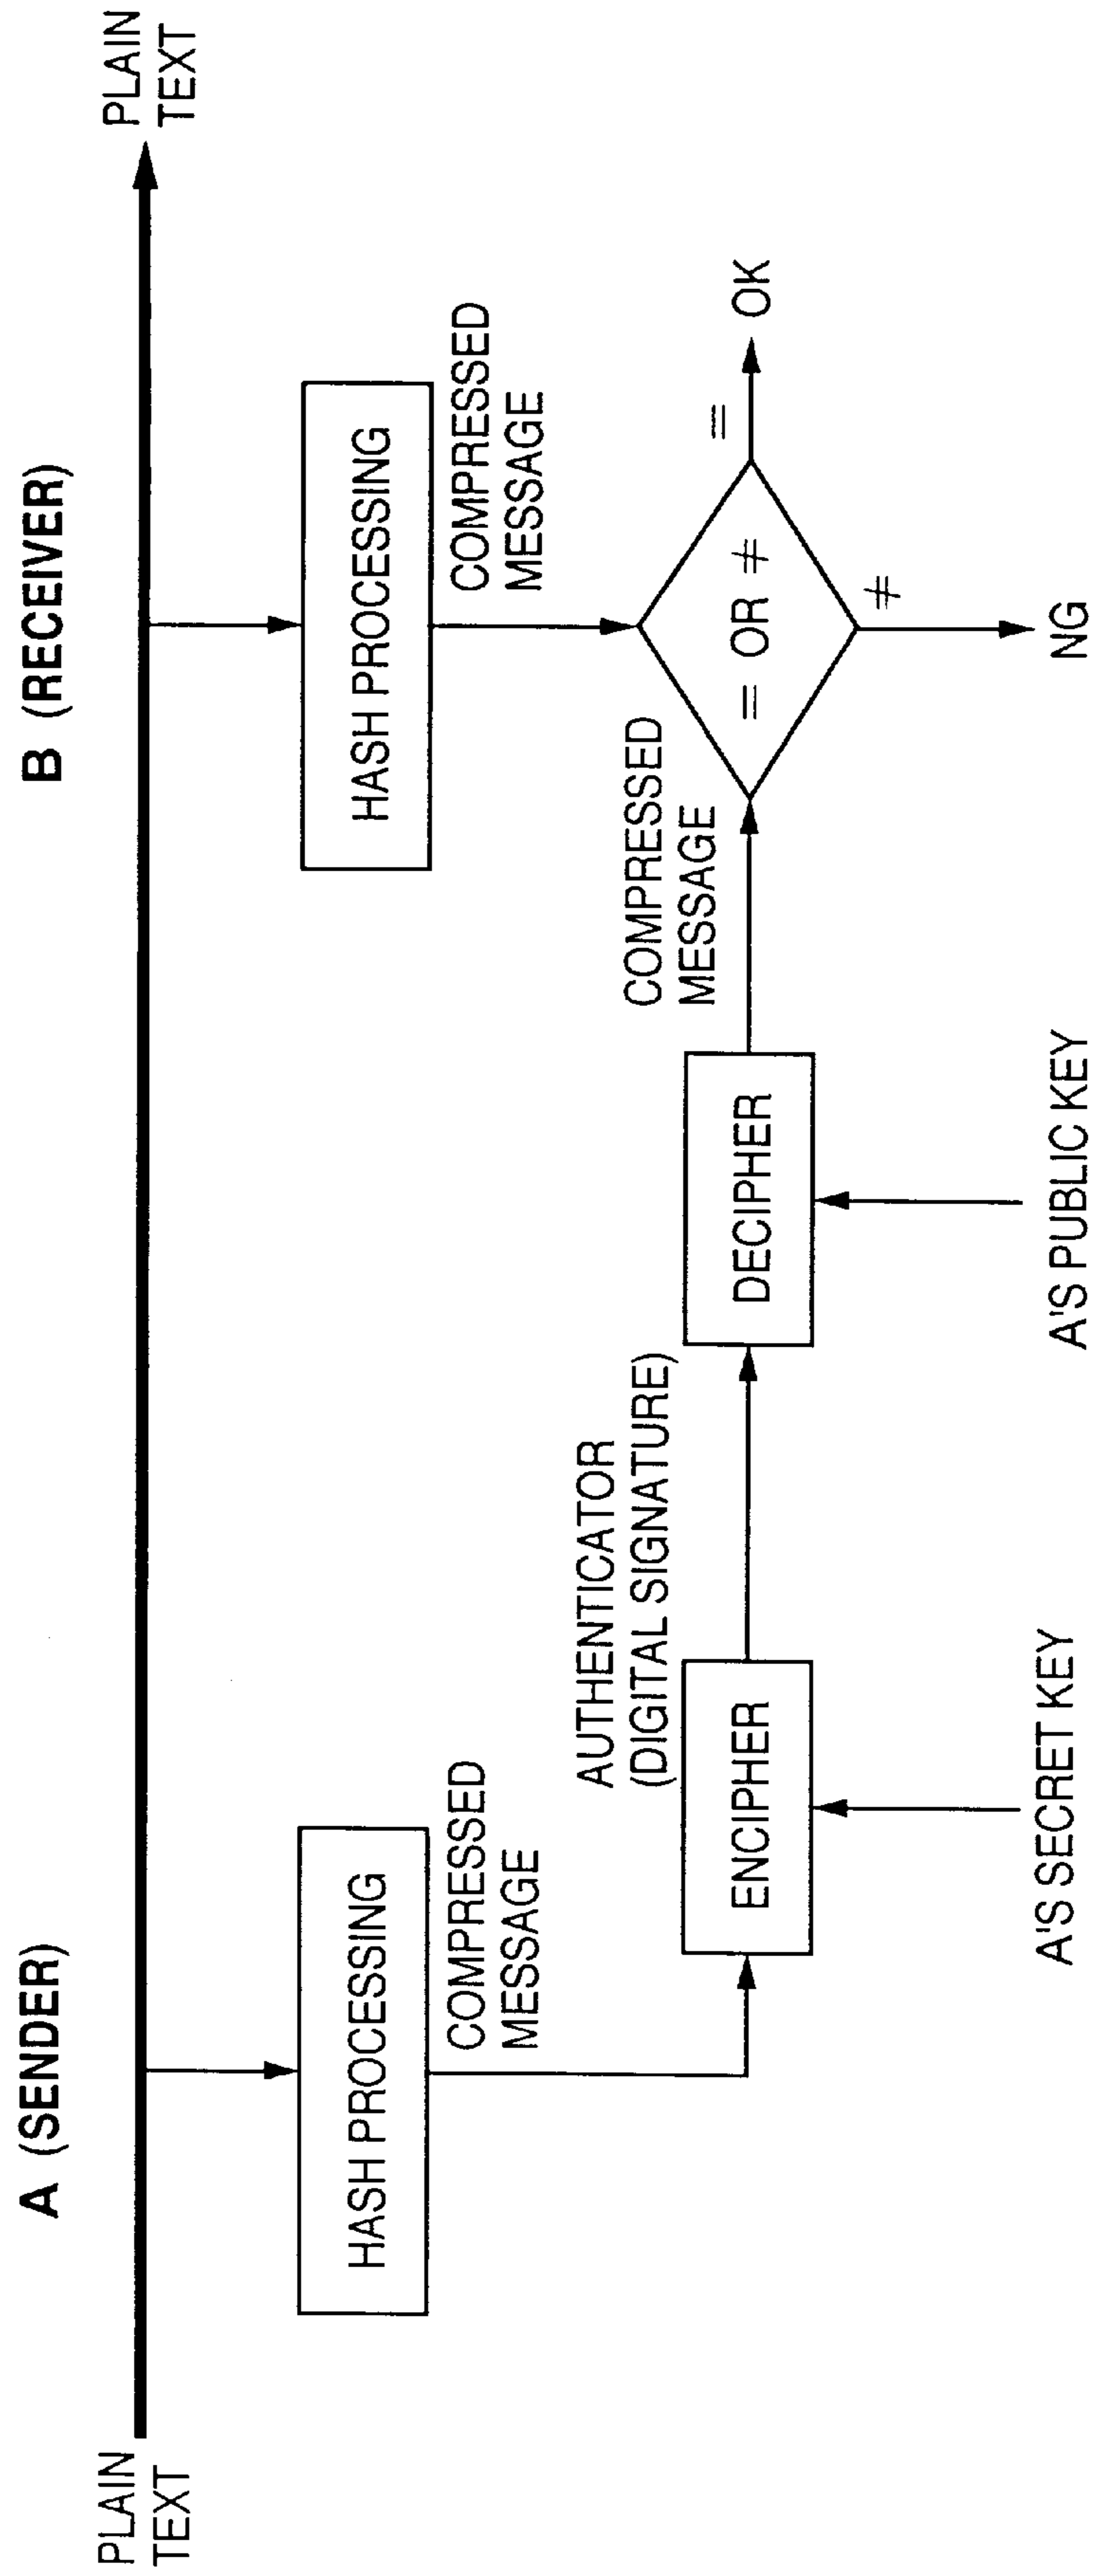 A (SENDER)
B (RECEIVER)
PLAIN
TEXT
PLAIN
TEXT
HASH PROCESSING
HASH PROCESSING
COMPRESSED
MESSAGE
COMPRESSED
MESSAGE
AUTHENTICATOR
(DIGITAL SIGNATURE)
COMPRESSED
MESSAGE
ENCIPHER
DECIPHER
= OR ≠
=
OK
≠
NG
A'S SECRET KEY
A'S PUBLIC KEY